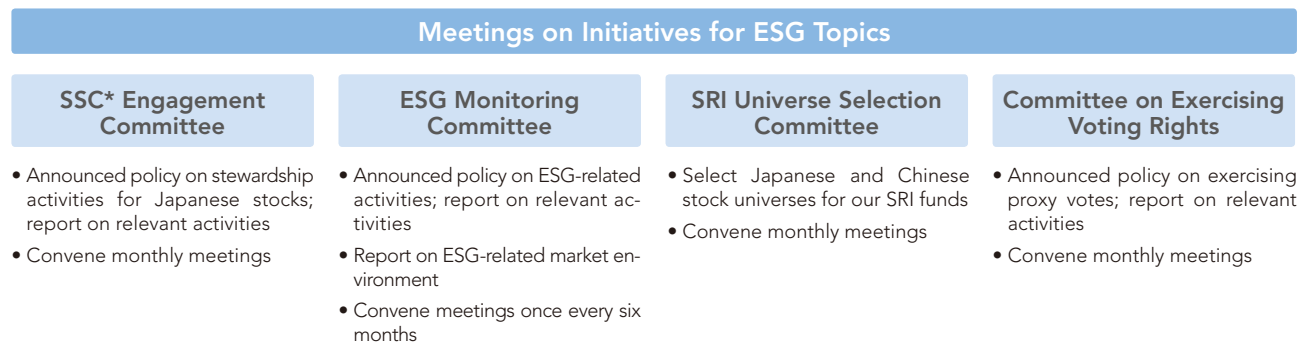 Meetings on Initiatives for ESG Topics
SSC* Engagement
Committee
• Announced policy on stewardship
activities for Japanese stocks;
report on relevant activities
• Convene monthly meetings
ESG Monitoring
Committee
• Announced policy on ESG-related
activities; report on relevant ac-
tivities
• Report on ESG-related market en-
vironment
• Convene meetings once every six
months
SRI Universe Selection
Committee
• Select Japanese and Chinese
stock universes for our SRI funds
• Convene monthly meetings
Committee on Exercising
Voting Rights
• Announced policy on exercising
proxy votes; report on relevant
activities
• Convene monthly meetings